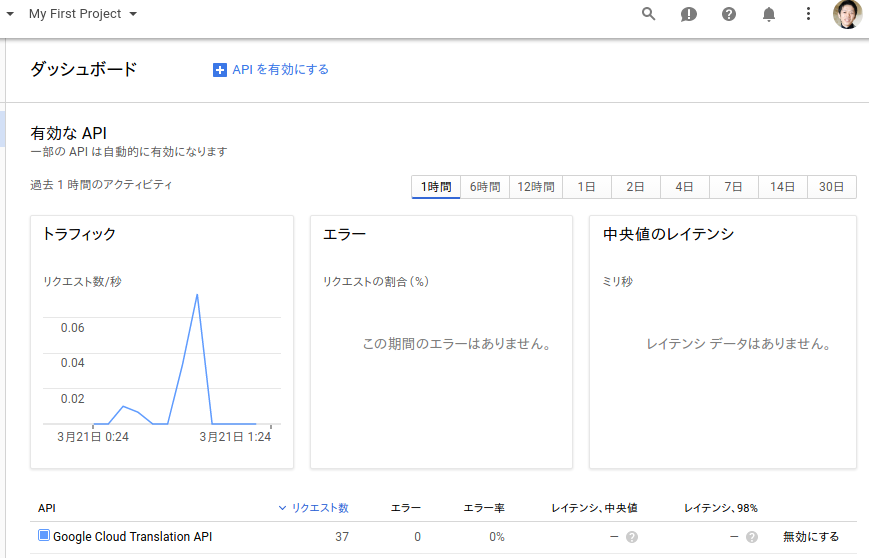 My First Project
ダッシュボード
API を有効にする
有効な API
一部の API は自動的に有効になります
過去 1 時間のアクティビティ
1時間 6時間 12時間 1日 2日 4日 7日 14日 30日
トラフィック
リクエスト数/秒
0.06
0.04
0.02
3月21日 0:24 3月21日 1:24
エラー
リクエストの割合（%）
この期間のエラーはありません。
中央値のレイテンシ
ミリ秒
レイテンシ データはありません。
API リクエスト数 エラー エラー率 レイテンシ、中央値 レイテンシ、98%
Google Cloud Translation API 37 0 0% – – 無効にする